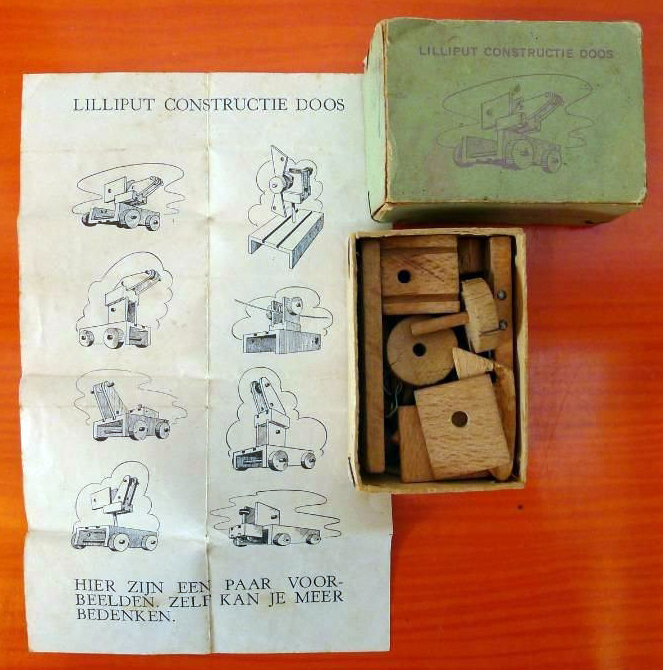 LILLIPUT CONSTRUCTIE DOOS
LILLIPUT CONSTRUCTIE DOOS
HIER ZIJN EEN PAAR VOOR-
BEELDEN. ZELF KAN JE MEER
BEDENKEN.